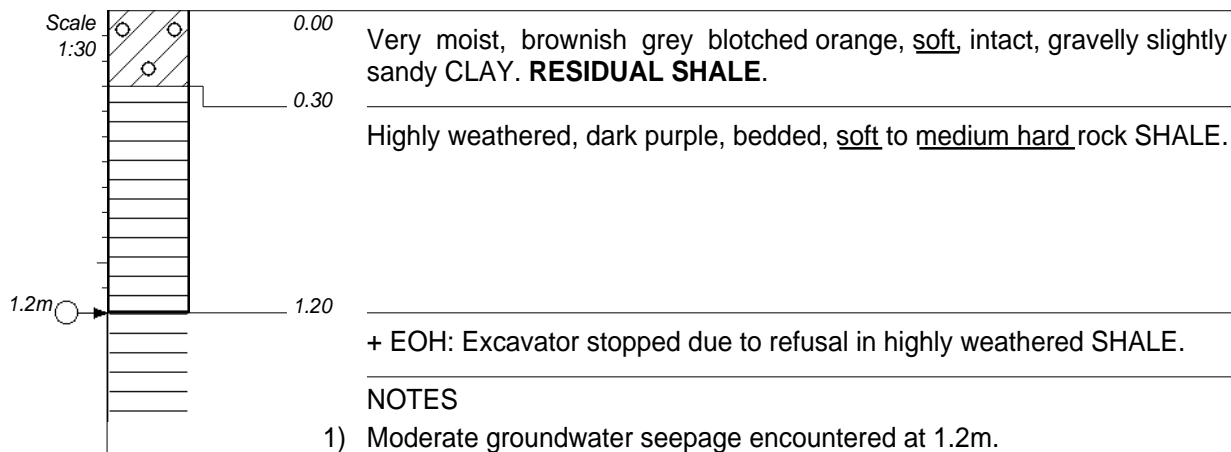 Scale
1:30
0.00
Very moist, brownish grey blotched orange, soft, intact, gravelly slightly
sandy CLAY. RESIDUAL SHALE.
0.30
Highly weathered, dark purple, bedded, soft to medium hard rock SHALE.
1.2m
1.20
+ EOH: Excavator stopped due to refusal in highly weathered SHALE.
NOTES
1) Moderate groundwater seepage encountered at 1.2m.